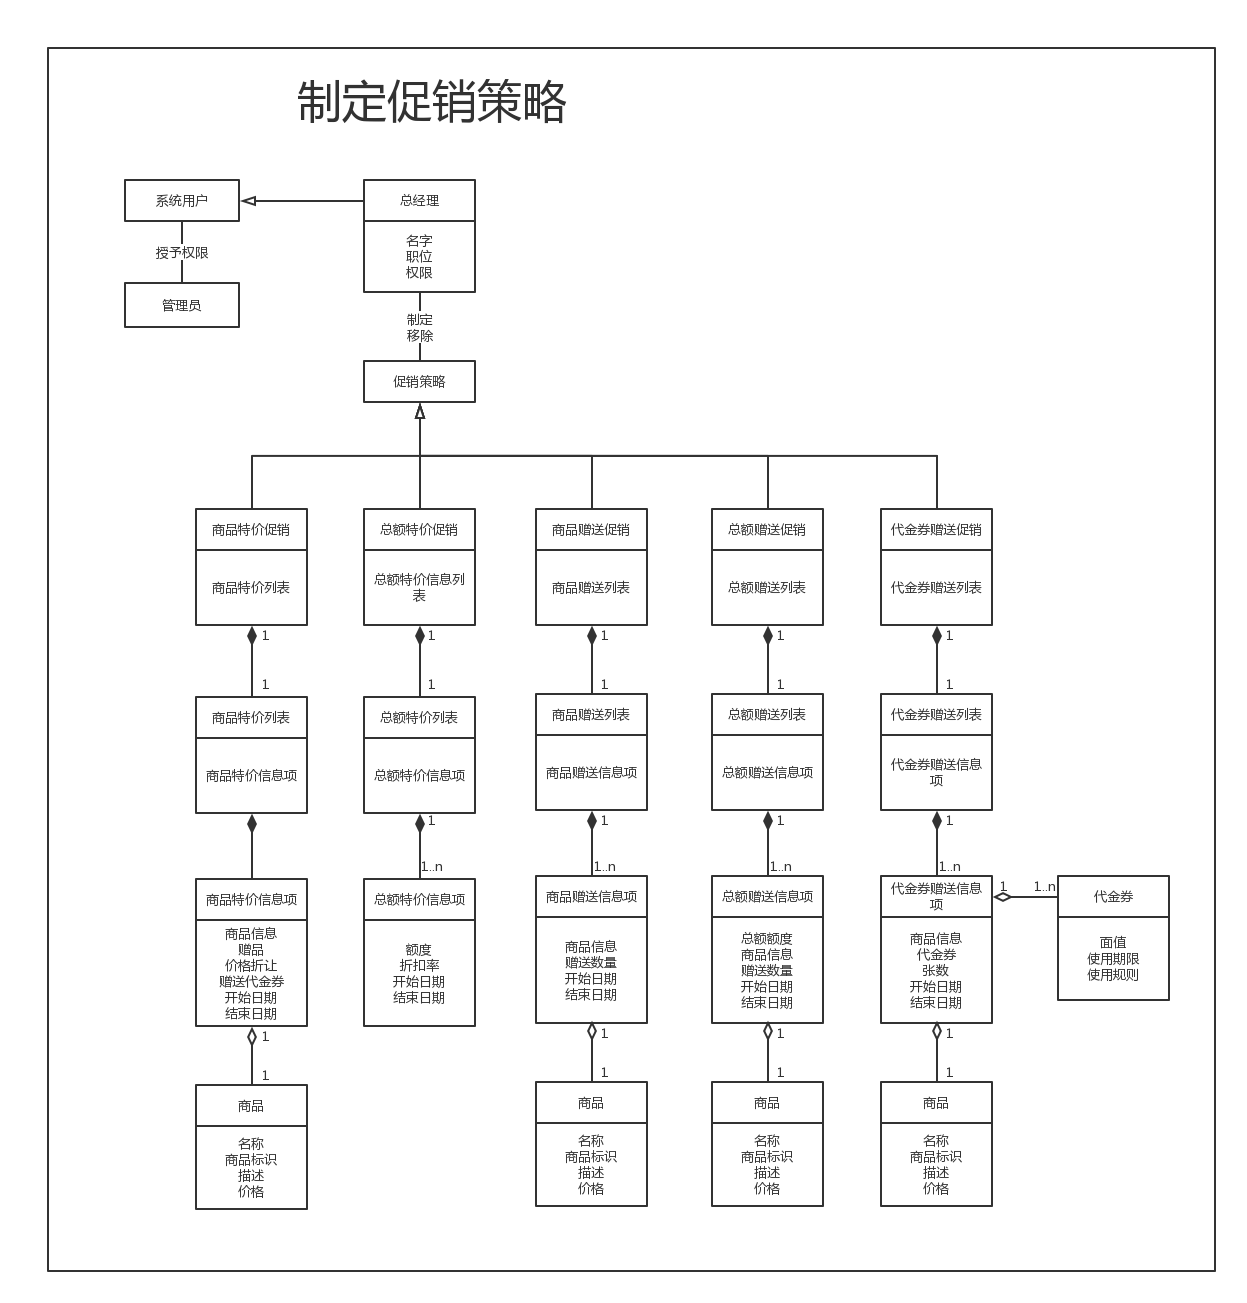 制定促销策略
系统用户
总经理
名字
职位
权限
授予权限
管理员
制定
移除
促销策略
商品特价促销
商品特价列表
1
1
商品特价列表
商品特价信息项
商品特价信息项
商品信息
赠品
价格折让
赠送代金券
开始日期
结束日期
1
1
商品
名称
商品标识
描述
价格
总额特价促销
总额特价信息列
表
1
1
总额特价列表
总额特价信息项
1
1..n
总额特价信息项
额度
折扣率
开始日期
结束日期
商品赠送促销
商品赠送列表
1
1
商品赠送列表
商品赠送信息项
1
1..n
商品赠送信息项
商品信息
赠送数量
开始日期
结束日期
1
1
商品
名称
商品标识
描述
价格
总额赠送促销
总额赠送列表
1
1
总额赠送列表
总额赠送信息项
1
1..n
总额赠送信息项
总额额度
商品信息
赠送数量
开始日期
结束日期
1
1
商品
名称
商品标识
描述
价格
代金券赠送促销
代金券赠送列表
1
1
代金券赠送列表
代金券赠送信息
项
1
1..n
代金券赠送信息
项
商品信息
代金券
张数
开始日期
结束日期
1
1..n
代金券
面值
使用期限
使用规则
1
1
商品
名称
商品标识
描述
价格